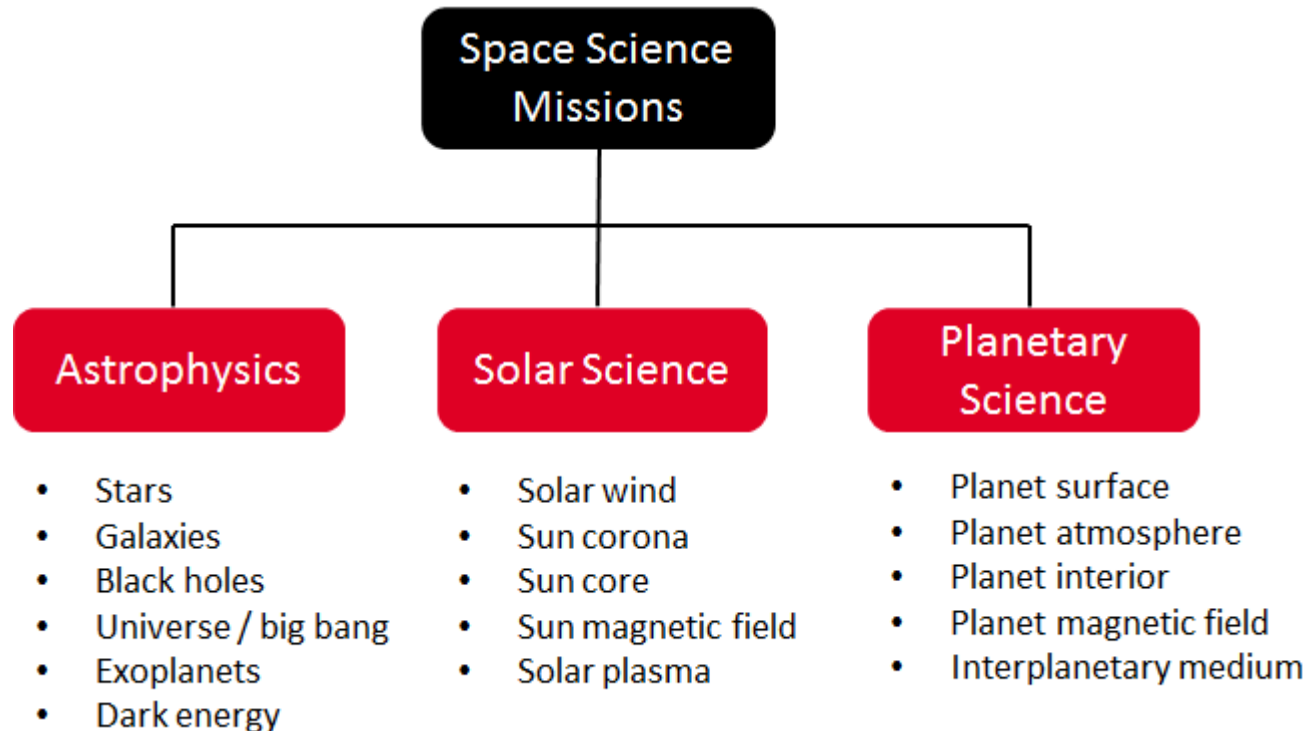 Space Science
Missions
Astrophysics
Solar Science
Planetary
Science
• Stars
• Galaxies
• Black holes
• Universe / big bang
• Exoplanets
• Dark energy
• Solar wind
• Sun corona
• Sun core
• Sun magnetic field
• Solar plasma
• Planet surface
• Planet atmosphere
• Planet interior
• Planet magnetic field
• Interplanetary medium